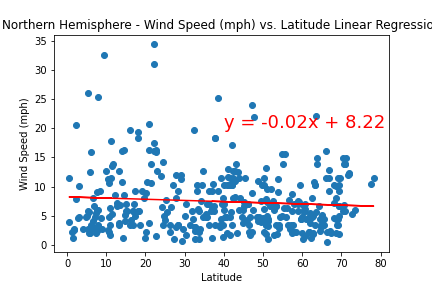 Northern Hemisphere - Wind Speed (mph) vs. Latitude Linear Regressio
35
30
25
20
15
10
5
0
Wind Speed (mph)
y = -0.02x + 8.22
0 10 20 30 40 50 60 70 80
Latitude